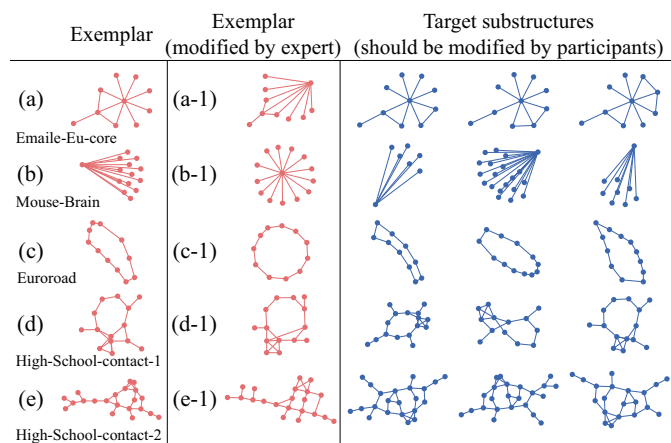 Exemplar
Exemplar
(modified by expert)
Target substructures
(should be modified by participants)
(a)
(a-1)
Emaile-Eu-core
(b)
(b-1)
Mouse-Brain
(c)
(c-1)
Euroroad
(d)
(d-1)
High-School-contact-1
(e)
(e-1)
High-School-contact-2